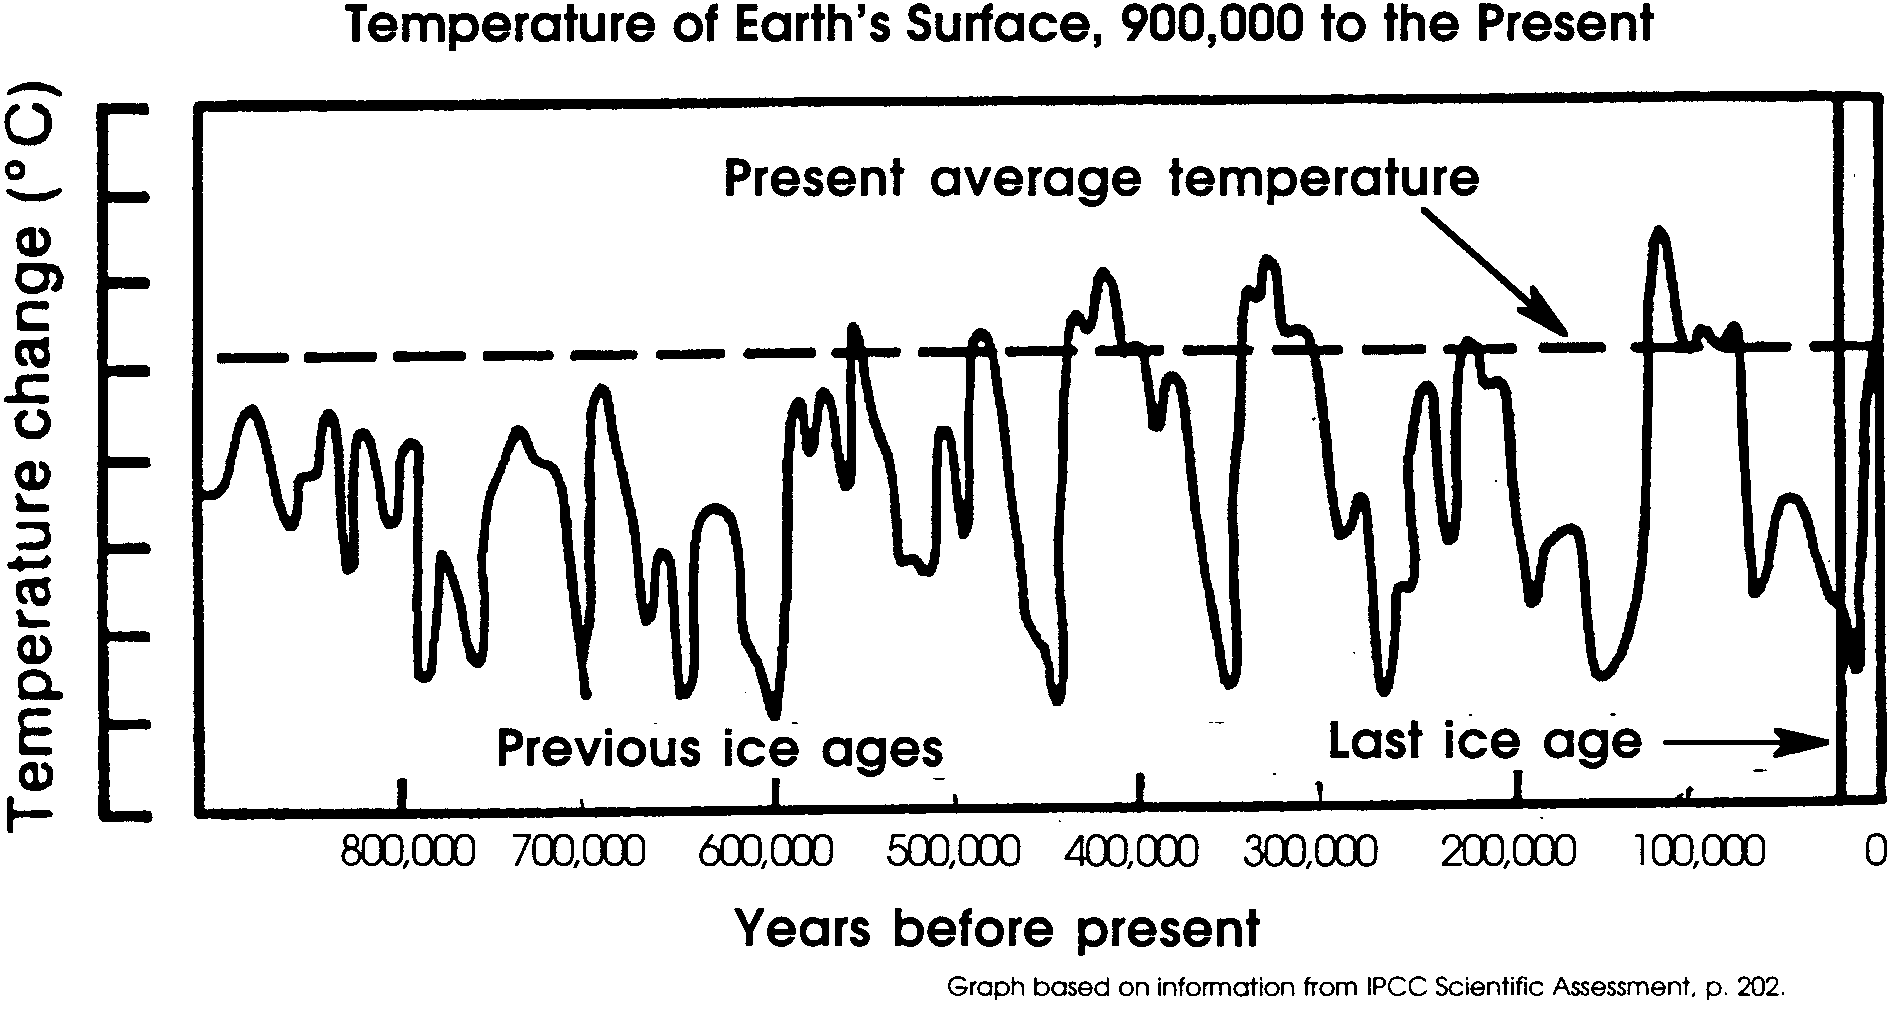 Temperature of Earth's Surface, 900,000 to the Present
Temperature change (°C)
Present average temperature
Previous ice ages
Last ice age
800,000 700,000 600,000 500,000 400,000 300,000 200,000 100,000 0
Years before present
Graph based on information from IPCC Scientific Assessment, p. 202.